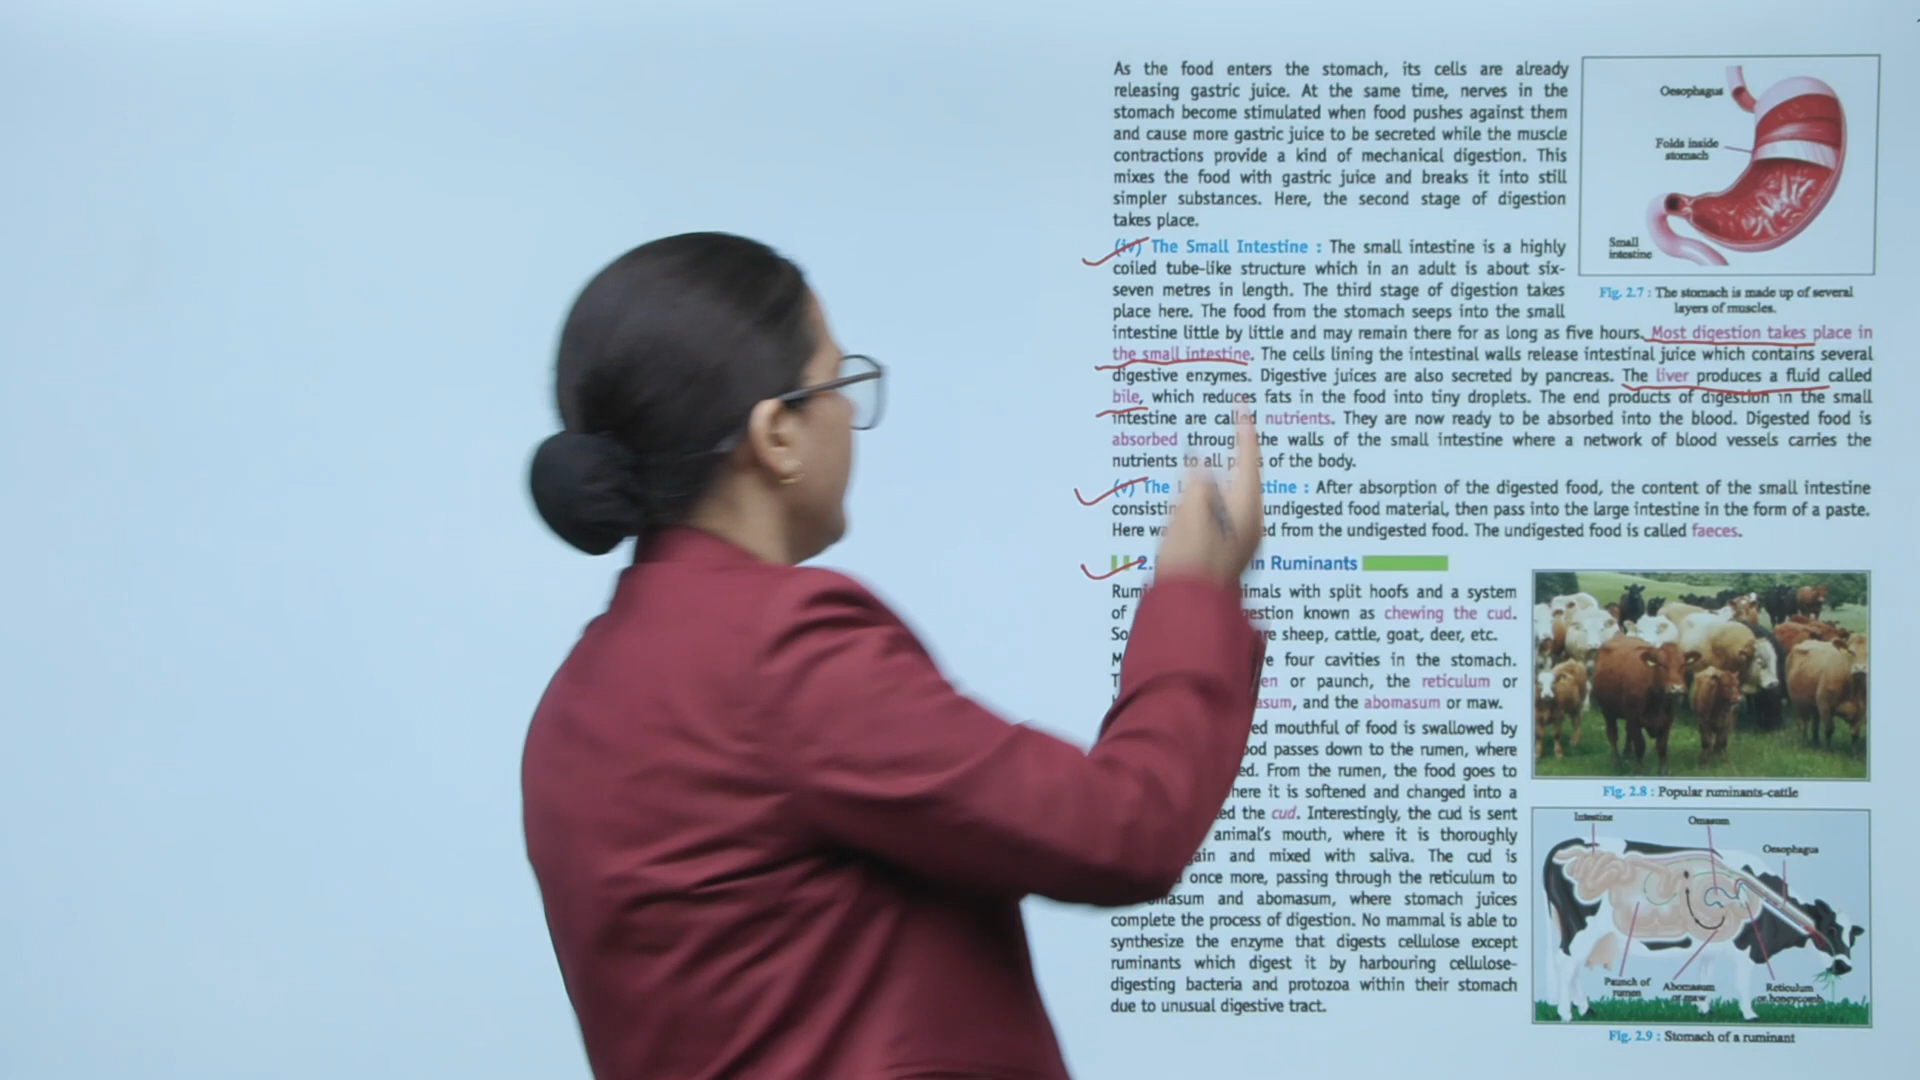 As the food enters the stomach, its cells are already
releasing gastric juice. At the same time, nerves in the
stomach become stimulated when food pushes against them
and cause more gastric juice to be secreted while the muscle
contractions provide a kind of mechanical digestion. This
mixes the food with gastric juice and breaks it into still
simpler substances. Here, the second stage of digestion
takes place.
Oesophagus
Folds inside
stomach
Small
intestine
Fig. 2.7 : The stomach is made up of several
layers of muscles.
(iv) The Small Intestine : The small intestine is a highly
coiled tube-like structure which in an adult is about six-
seven metres in length. The third stage of digestion takes
place here. The food from the stomach seeps into the small
intestine little by little and may remain there for as long as five hours. Most digestion takes place in
the small intestine. The cells lining the intestinal walls release intestinal juice which contains several
digestive enzymes. Digestive juices are also secreted by pancreas. The liver produces a fluid called
bile, which reduces fats in the food into tiny droplets. The end products of digestion in the small
intestine are called nutrients. They are now ready to be absorbed into the blood. Digested food is
absorbed through the walls of the small intestine where a network of blood vessels carries the
nutrients to all of the body.
(v) The : After absorption of the digested food, the content of the small intestine
undigested food material, then pass into the large intestine in the form of a paste.
Here from the undigested food. The undigested food is called faeces.
2. in Ruminants
with split hoofs and a system
of known as chewing the cud.
sheep, cattle, goat, deer, etc.
four cavities in the stomach.
or paunch, the reticulum or
and the abomasum or maw.
mouthful of food is swallowed by
passes down to the rumen, where
From the rumen, the food goes to
it is softened and changed into a
the cud. Interestingly, the cud is sent
animal's mouth, where it is thoroughly
and mixed with saliva. The cud is
once more, passing through the reticulum to
and abomasum, where stomach juices
complete the process of digestion. No mammal is able to
synthesize the enzyme that digests cellulose except
ruminants which digest it by harbouring cellulose-
digesting bacteria and protozoa within their stomach
due to unusual digestive tract.
Fig. 2.8 : Popular ruminants-cattle
Intestine
Omasum
Oesophagus
Paunch of
rumen
Abomasum
or maw
Reticulum
or honeycomb
Fig. 2.9 : Stomach of a ruminant